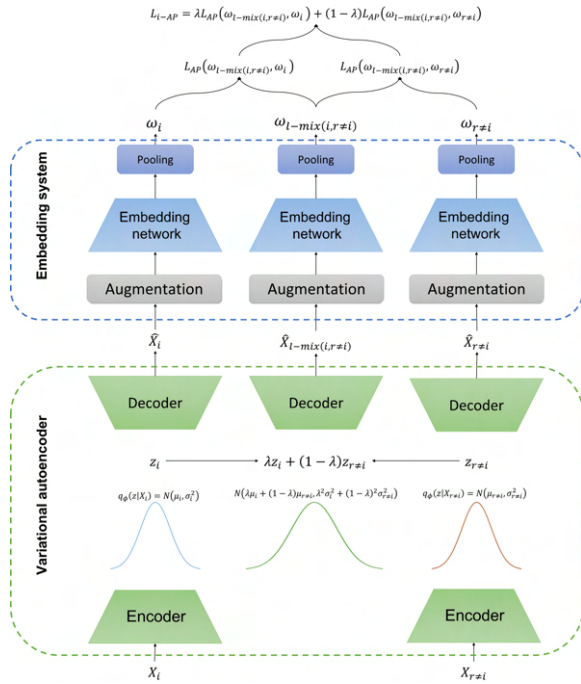 L_{i-AP} = λL_{AP}(ω_{l-mix(i,r≠i)}, ω_i) + (1 − λ)L_{AP}(ω_{l-mix(i,r≠i)}, ω_{r≠i})
L_{AP}(ω_{l-mix(i,r≠i)}, ω_i) L_{AP}(ω_{l-mix(i,r≠i)}, ω_{r≠i})
ω_i ω_{l-mix(i,r≠i)} ω_{r≠i}
Embedding system
Pooling Pooling Pooling
Embedding Embedding Embedding
network network network
Augmentation Augmentation Augmentation
X̂_i X̂_{l-mix(i,r≠i)} X̂_{r≠i}
Variational autoencoder
Decoder Decoder Decoder
z_i λz_i + (1 − λ)z_{r≠i} z_{r≠i}
q_ϕ(z|X_i) = N(μ_i, σ_i^2) N(λμ_i + (1 − λ)μ_{r≠i}, λ^2σ_i^2 + (1 − λ)^2σ_{r≠i}^2) q_ϕ(z|X_{r≠i}) = N(μ_{r≠i}, σ_{r≠i}^2)
Encoder Encoder
X_i X_{r≠i}